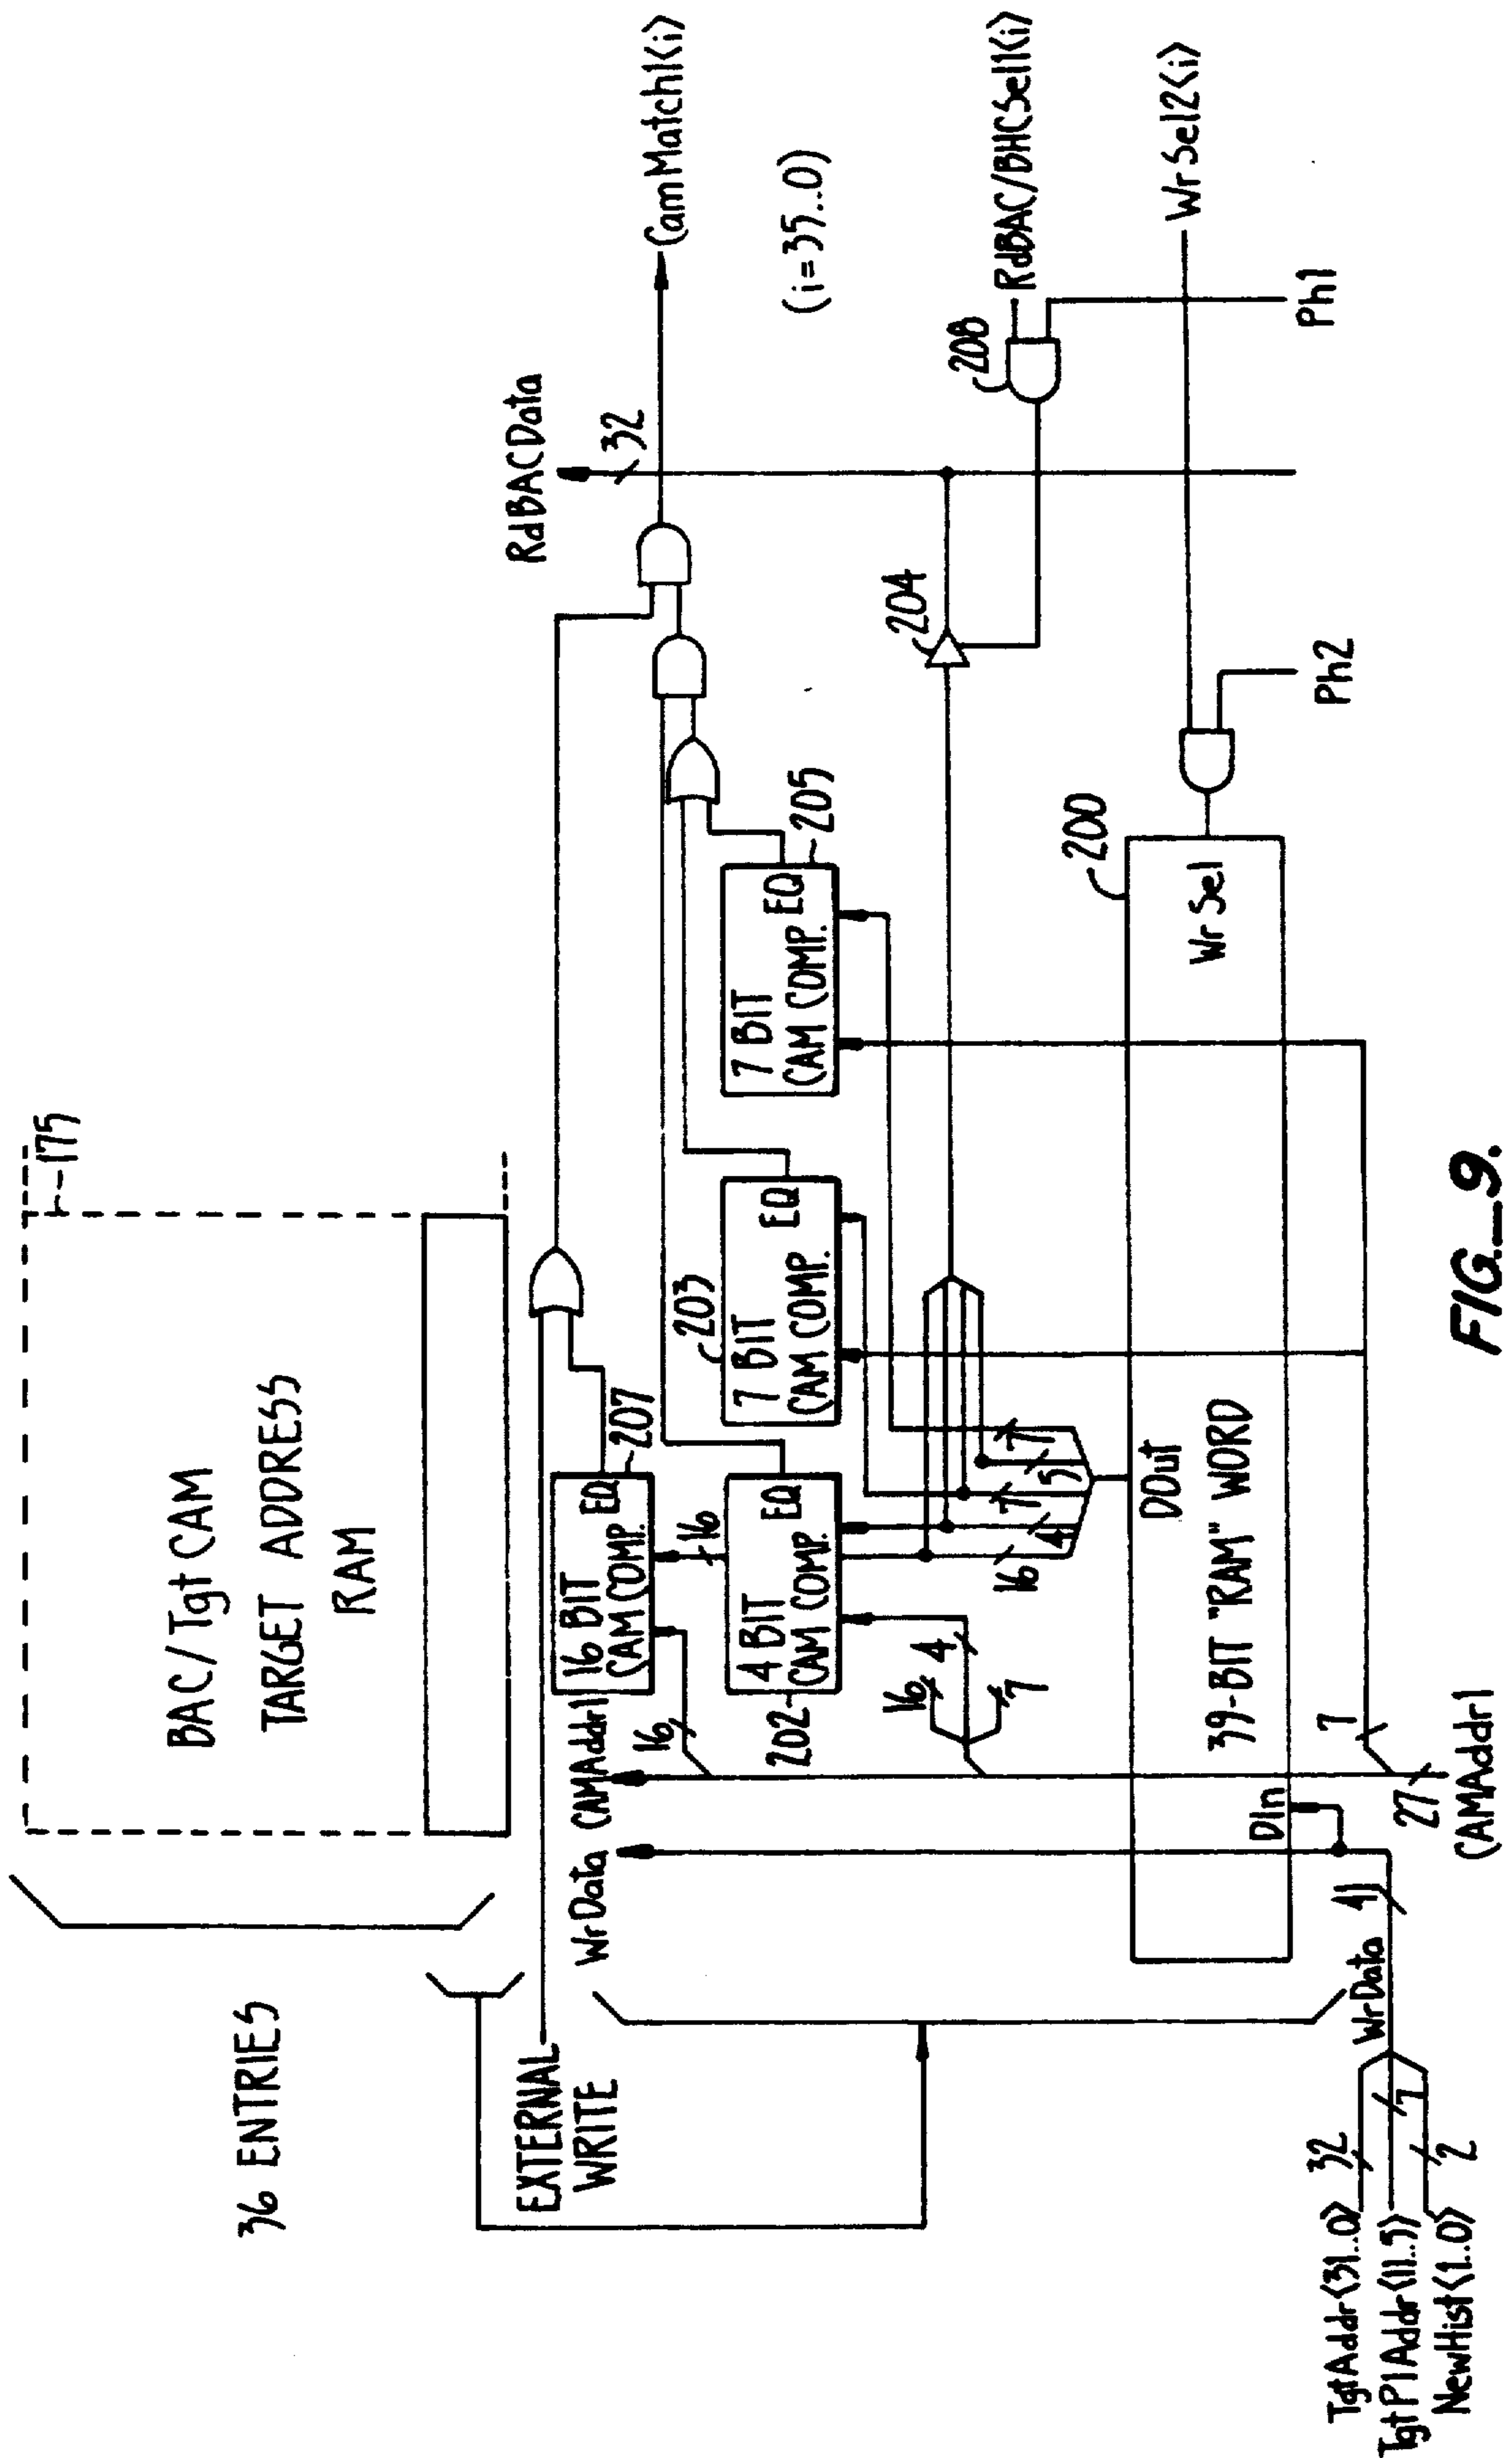 36 ENTRIES
BAC/Tgt CAM
TARGET ADDRESS
RAM
175
EXTERNAL
WRITE
WrData
CAMAddr1
16
16 BIT
CAM COMP.
EQ
207
16
202
4 BIT
CAM COMP.
EQ
203
7 BIT
CAM COMP.
EQ
7 BIT
CAM COMP.
EQ
205
RdBACData
32
CamMatch1<i>
(i=35..0)
204
208
RdBAC/BHCSel1<i>
WrSel2<i>
Ph1
Ph2
16
4
7
16
4
7
5
7
200
DOut
39-BIT "RAM" WORD
WrSel
DIn
TgtAddr<31..0>
32
TgtP1Addr<11..5>
7
NewHist<1..0>
2
WrData
41
27
CAMAddr1
7
FIG._9.